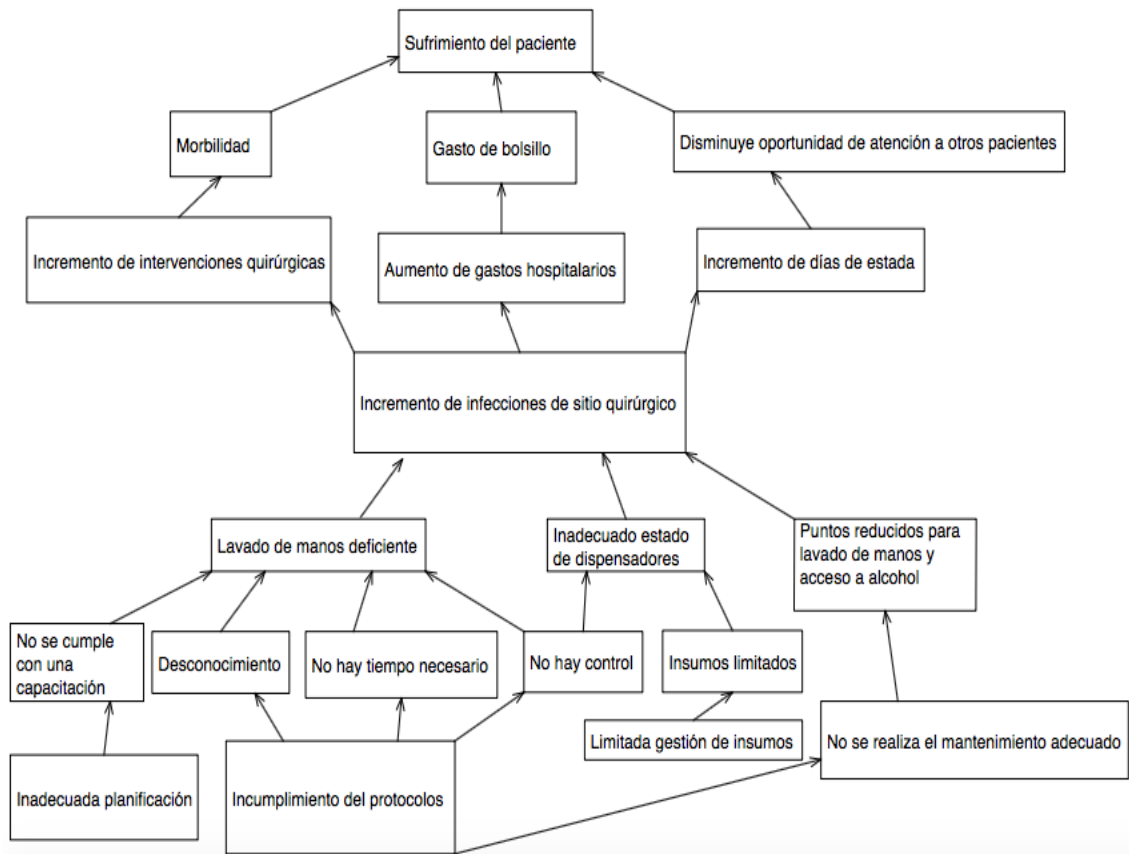 Sufrimiento del paciente
Morbilidad
Gasto de bolsillo
Disminuye oportunidad de atención a otros pacientes
Incremento de intervenciones quirúrgicas
Aumento de gastos hospitalarios
Incremento de días de estada
Incremento de infecciones de sitio quirúrgico
Lavado de manos deficiente
Inadecuado estado
de dispensadores
Puntos reducidos para
lavado de manos y
acceso a alcohol
No se cumple
con una
capacitación
Desconocimiento
No hay tiempo necesario
No hay control
Insumos limitados
Inadecuada planificación
Incumplimiento del protocolos
Limitada gestión de insumos
No se realiza el mantenimiento adecuado